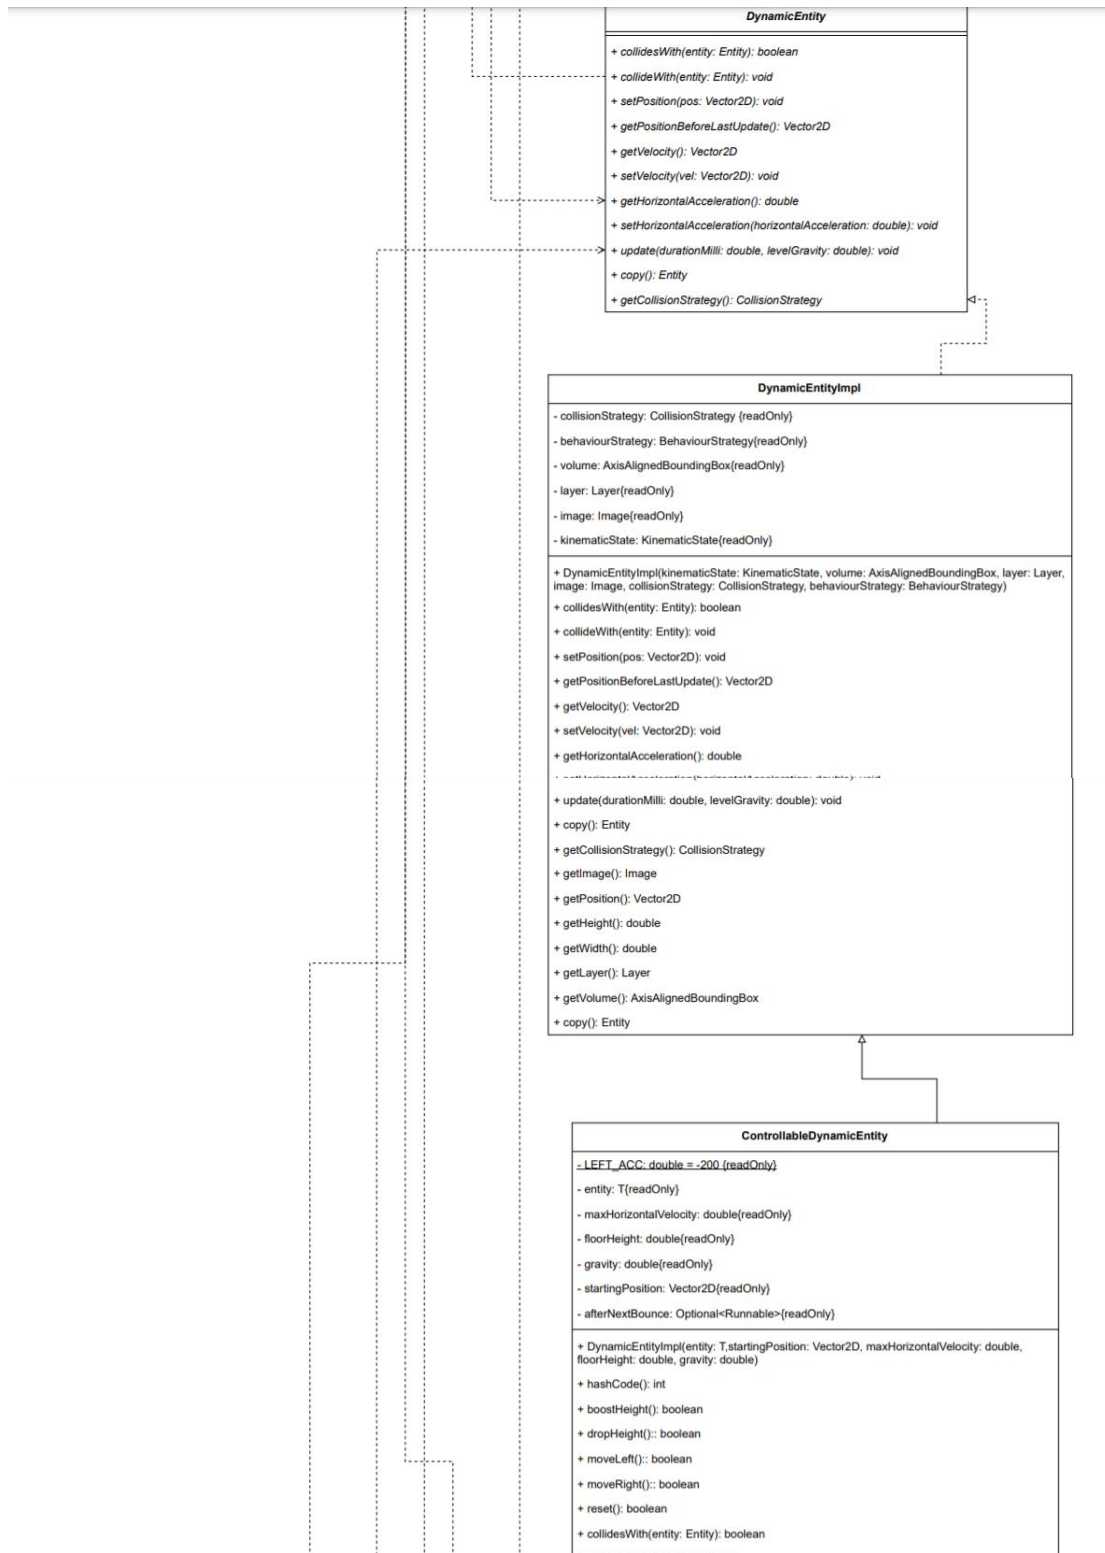 DynamicEntity
+ collidesWith(entity: Entity): boolean
+ collideWith(entity: Entity): void
+ setPosition(pos: Vector2D): void
+ getPositionBeforeLastUpdate(): Vector2D
+ getVelocity(): Vector2D
+ setVelocity(vel: Vector2D): void
+ getHorizontalAcceleration(): double
+ setHorizontalAcceleration(horizontalAcceleration: double): void
+ update(durationMilli: double, levelGravity: double): void
+ copy(): Entity
+ getCollisionStrategy(): CollisionStrategy
DynamicEntityImpl
- collisionStrategy: CollisionStrategy {readOnly}
- behaviourStrategy: BehaviourStrategy{readOnly}
- volume: AxisAlignedBoundingBox{readOnly}
- layer: Layer{readOnly}
- image: Image{readOnly}
- kinematicState: KinematicState{readOnly}
+ DynamicEntityImpl(kinematicState: KinematicState, volume: AxisAlignedBoundingBox, layer: Layer,
image: Image, collisionStrategy: CollisionStrategy, behaviourStrategy: BehaviourStrategy)
+ collidesWith(entity: Entity): boolean
+ collideWith(entity: Entity): void
+ setPosition(pos: Vector2D): void
+ getPositionBeforeLastUpdate(): Vector2D
+ getVelocity(): Vector2D
+ setVelocity(vel: Vector2D): void
+ getHorizontalAcceleration(): double
+ update(durationMilli: double, levelGravity: double): void
+ copy(): Entity
+ getCollisionStrategy(): CollisionStrategy
+ getImage(): Image
+ getPosition(): Vector2D
+ getHeight(): double
+ getWidth(): double
+ getLayer(): Layer
+ getVolume(): AxisAlignedBoundingBox
+ copy(): Entity
ControllableDynamicEntity
- LEFT_ACC: double = -200 {readOnly}
- entity: T{readOnly}
- maxHorizontalVelocity: double{readOnly}
- floorHeight: double{readOnly}
- gravity: double{readOnly}
- startingPosition: Vector2D{readOnly}
- afterNextBounce: Optional<Runnable>{readOnly}
+ DynamicEntityImpl(entity: T,startingPosition: Vector2D, maxHorizontalVelocity: double,
floorHeight: double, gravity: double)
+ hashCode(): int
+ boostHeight(): boolean
+ dropHeight():: boolean
+ moveLeft():: boolean
+ moveRight():: boolean
+ reset(): boolean
+ collidesWith(entity: Entity): boolean